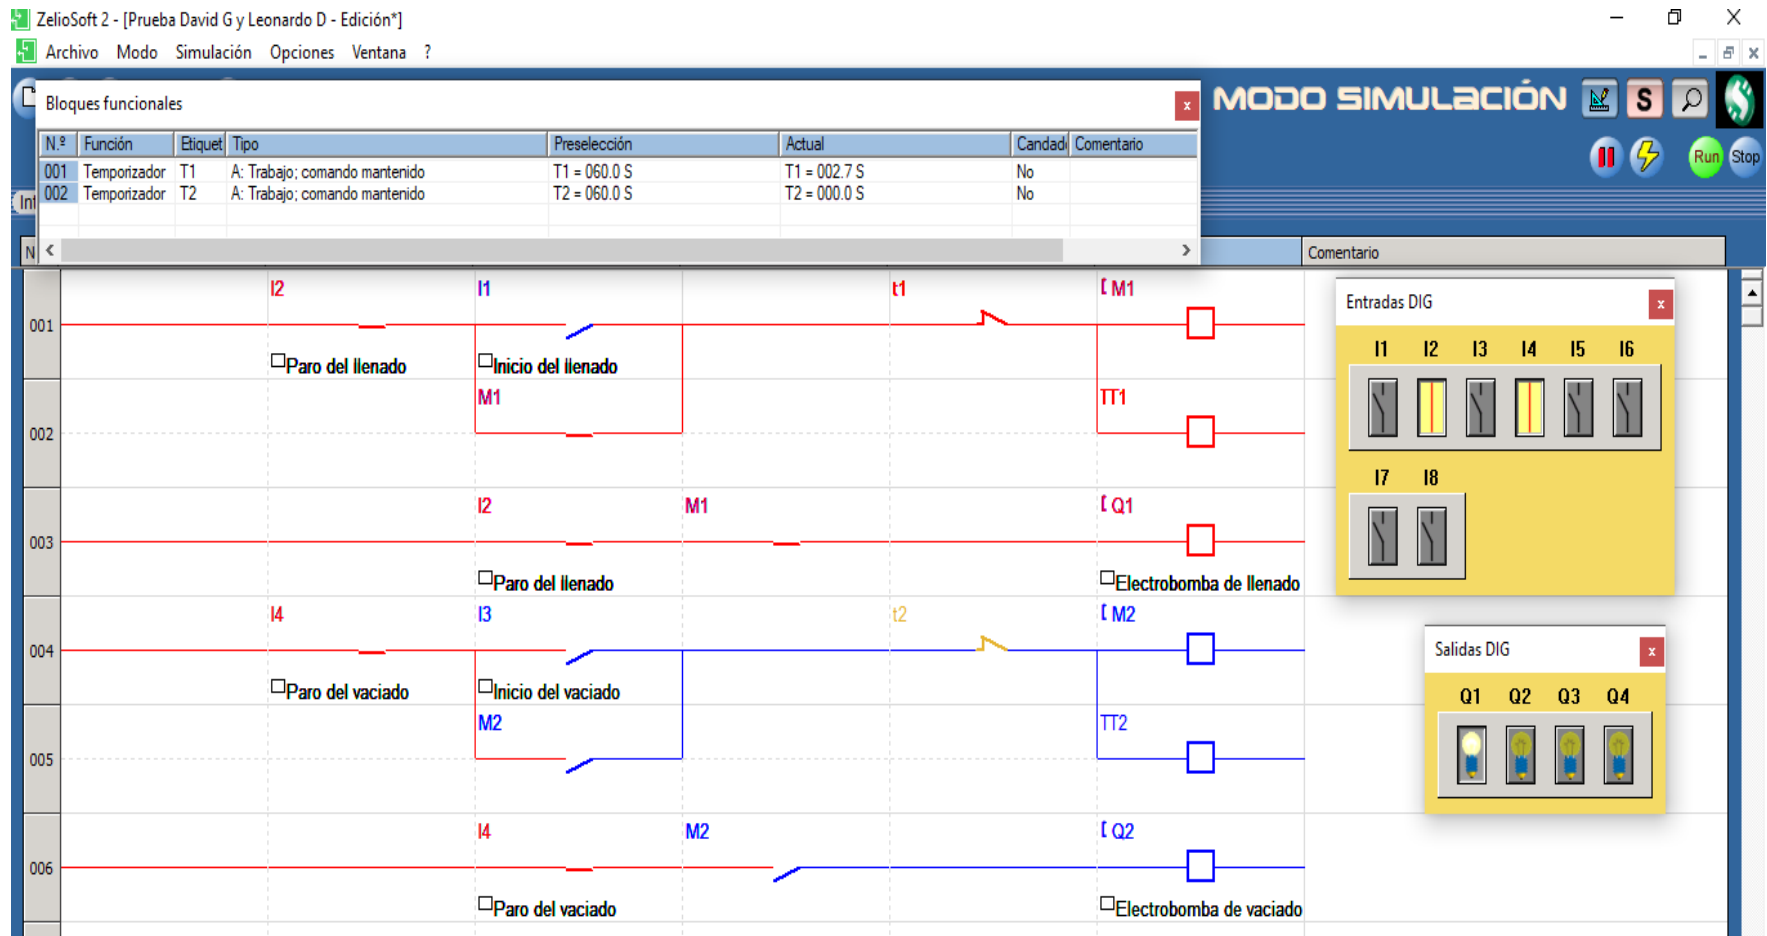 ZelioSoft 2 - [Prueba David G y Leonardo D - Edición*]
Archivo Modo Simulación Opciones Ventana ?
Bloques funcionales
MODO SIMULACIÓN
S
Run Stop
N.º Función Etiquet Tipo Preselección Actual Candad Comentario
001 Temporizador T1 A: Trabajo; comando mantenido T1 = 060.0 S T1 = 002.7 S No
002 Temporizador T2 A: Trabajo; comando mantenido T2 = 060.0 S T2 = 000.0 S No
Comentario
I2 I1 t1 [ M1
001
Paro del llenado Inicio del llenado
M1 TT1
002
I2 M1 [ Q1
003
Paro del llenado Electrobomba de llenado
I4 I3 t2 [ M2
004
Paro del vaciado Inicio del vaciado
M2 TT2
005
I4 M2 [ Q2
006
Paro del vaciado Electrobomba de vaciado
Entradas DIG
I1 I2 I3 I4 I5 I6
I7 I8
Salidas DIG
Q1 Q2 Q3 Q4